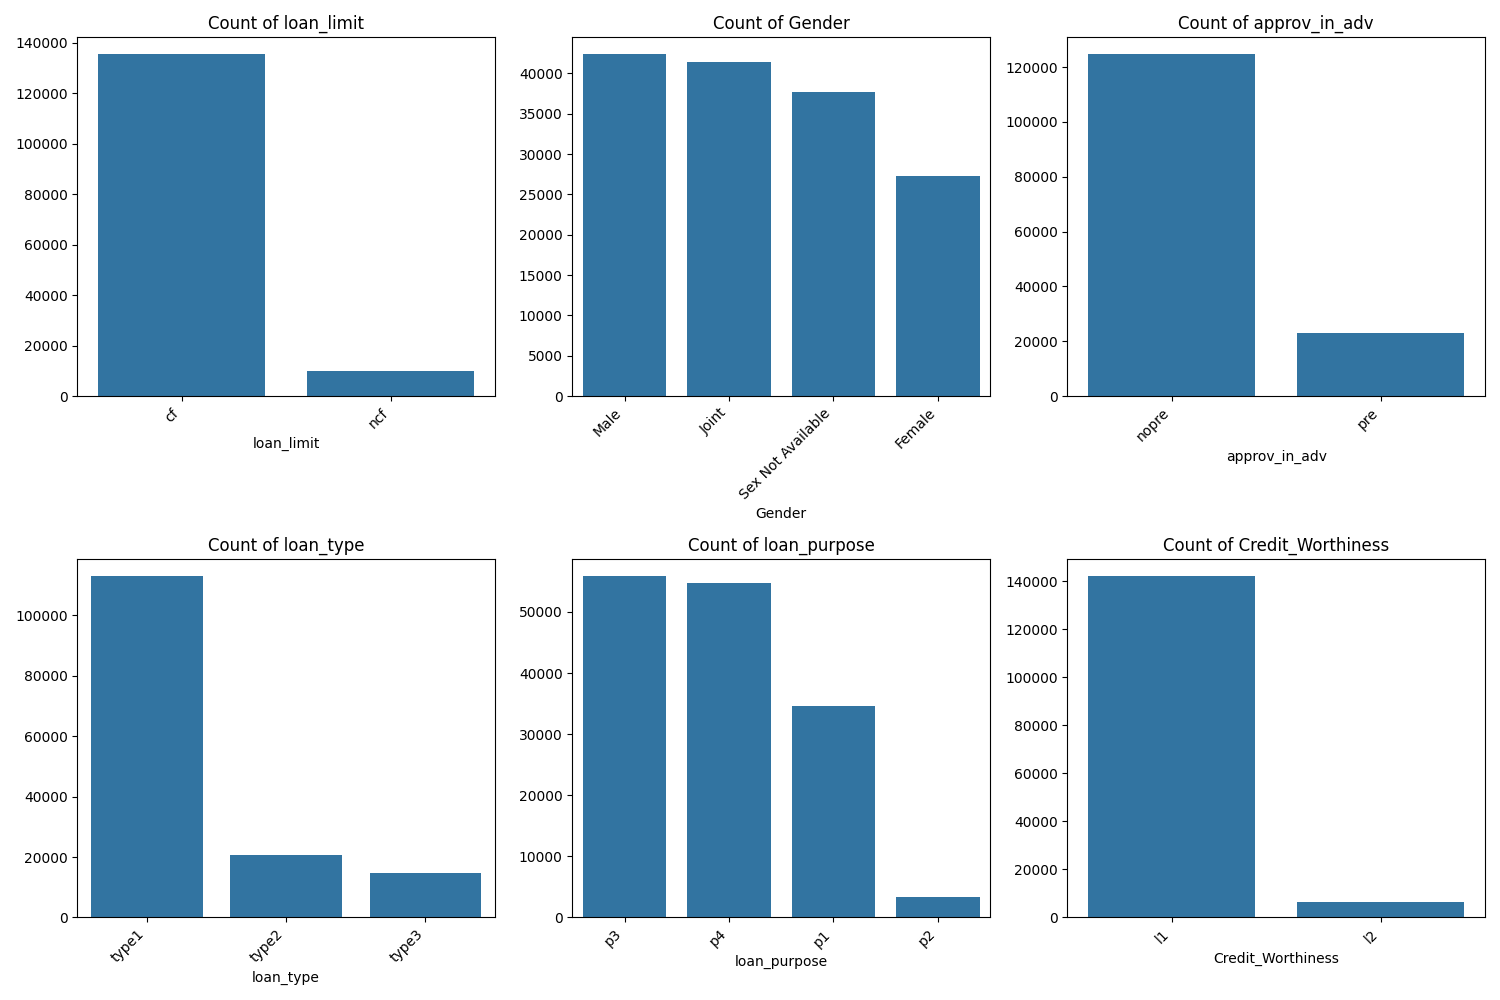 Count of loan_limit
140000
120000
100000
80000
60000
40000
20000
0
cf
ncf
loan_limit
Count of Gender
40000
35000
30000
25000
20000
15000
10000
5000
0
Male
Joint
Sex Not Available
Female
Gender
Count of approv_in_adv
120000
100000
80000
60000
40000
20000
0
nopre
pre
approv_in_adv
Count of loan_type
100000
80000
60000
40000
20000
0
type1
type2
type3
loan_type
Count of loan_purpose
50000
40000
30000
20000
10000
0
p3
p4
p1
p2
loan_purpose
Count of Credit_Worthiness
140000
120000
100000
80000
60000
40000
20000
0
l1
l2
Credit_Worthiness